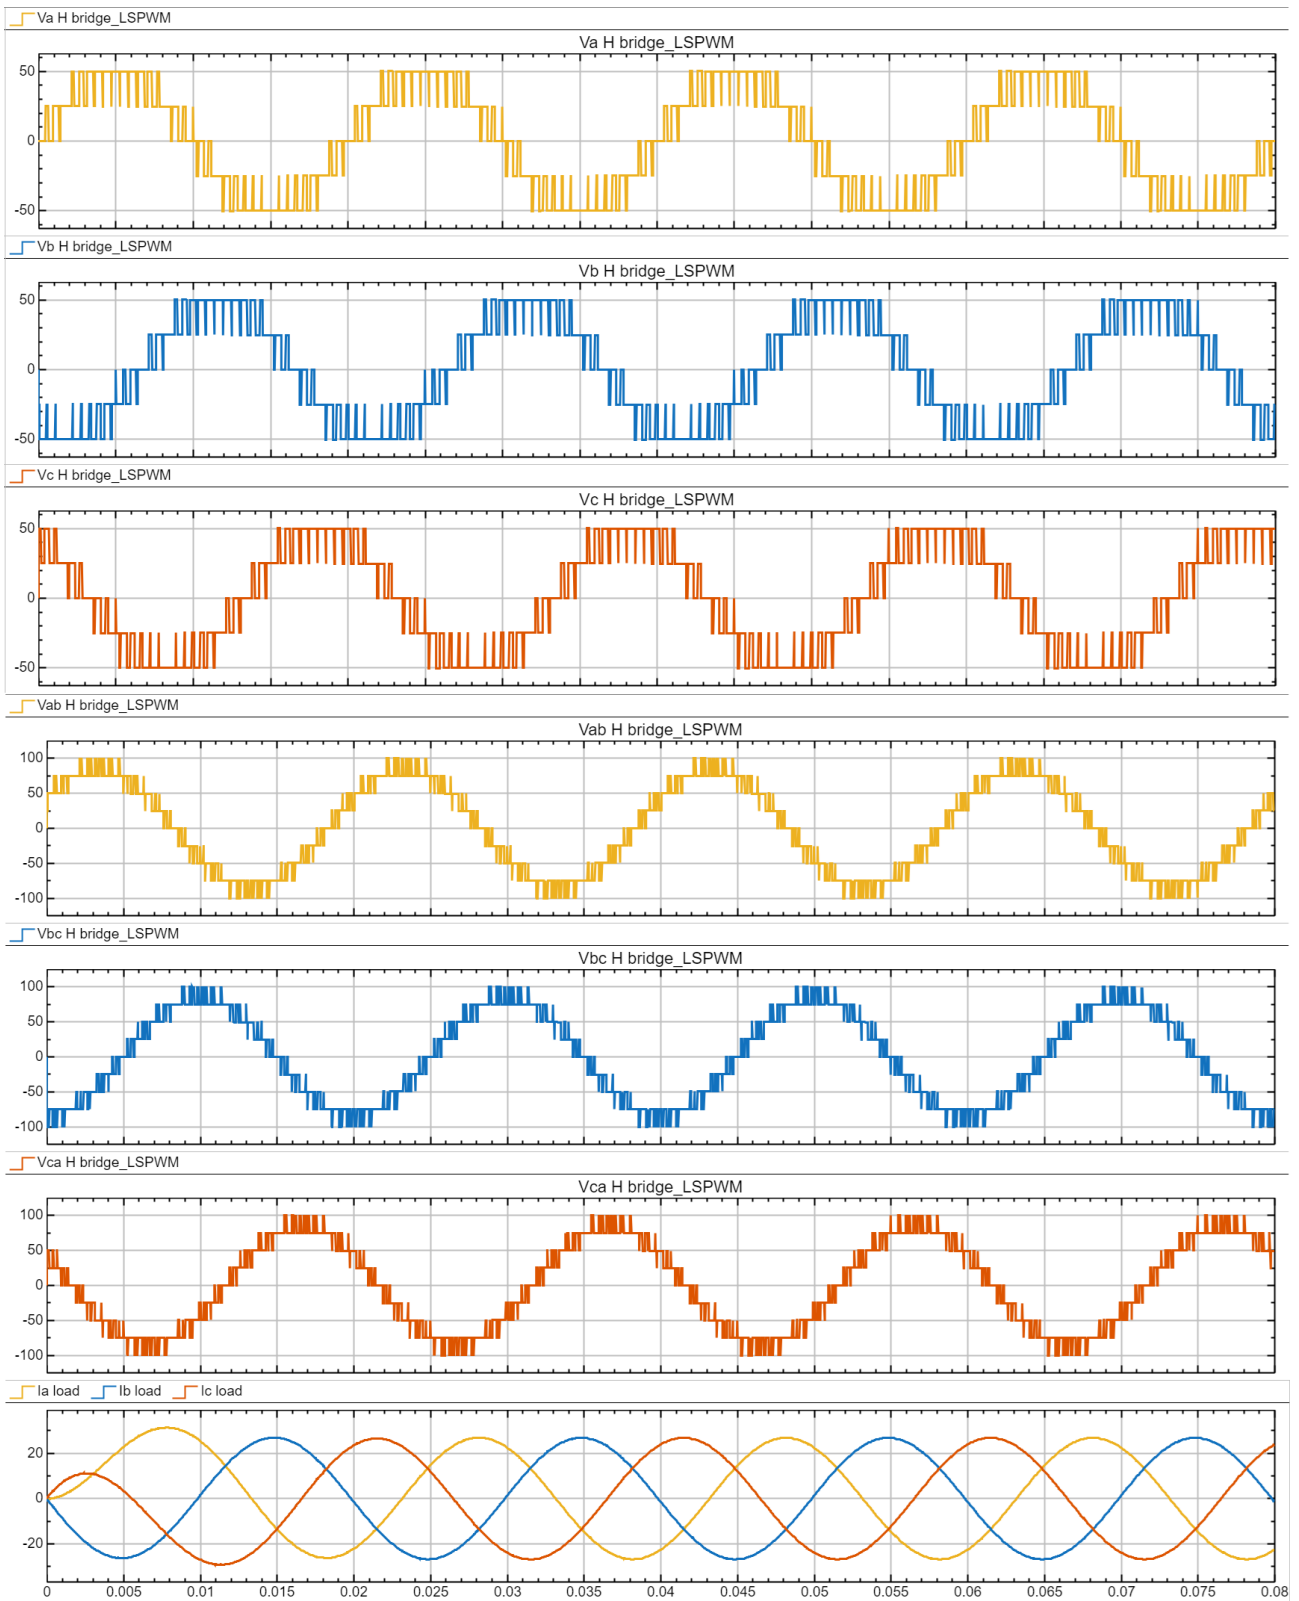 Va H bridge_LSPWM
Va H bridge_LSPWM
50
0
-50
Vb H bridge_LSPWM
Vb H bridge_LSPWM
50
0
-50
Vc H bridge_LSPWM
Vc H bridge_LSPWM
50
0
-50
Vab H bridge_LSPWM
Vab H bridge_LSPWM
100
50
0
-50
-100
Vbc H bridge_LSPWM
Vbc H bridge_LSPWM
100
50
0
-50
-100
Vca H bridge_LSPWM
Vca H bridge_LSPWM
100
50
0
-50
-100
Ia load Ib load Ic load
20
0
-20
0 0.005 0.01 0.015 0.02 0.025 0.03 0.035 0.04 0.045 0.05 0.055 0.06 0.065 0.07 0.075 0.08